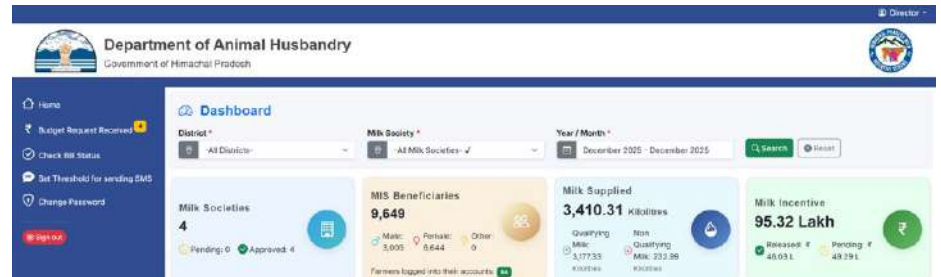 Director
Department of Animal Husbandry
Government of Himachal Pradesh
Home
₹ Budget Request Received 4
Check Bill Status
Set Threshold for sending SMS
Change Password
Sign out
Dashboard
District *
-All Districts-
Milk Society *
-All Milk Societies- ✓
Year / Month *
December 2025 - December 2025
Search
Reset
Milk Societies
4
Pending: 0 Approved: 4
MIS Beneficiaries
9,649
Male: 3,005
Female: 6,644
Other: 0
Farmers logged into their accounts:
Milk Supplied
3,410.31 Kilolitres
Qualifying Milk: 3,177.33 Kilolitres
Non Qualifying Milk: 232.99 Kilolitres
Milk Incentive
95.32 Lakh
Released: ₹ 46.03 L
Pending: ₹ 49.29 L
₹